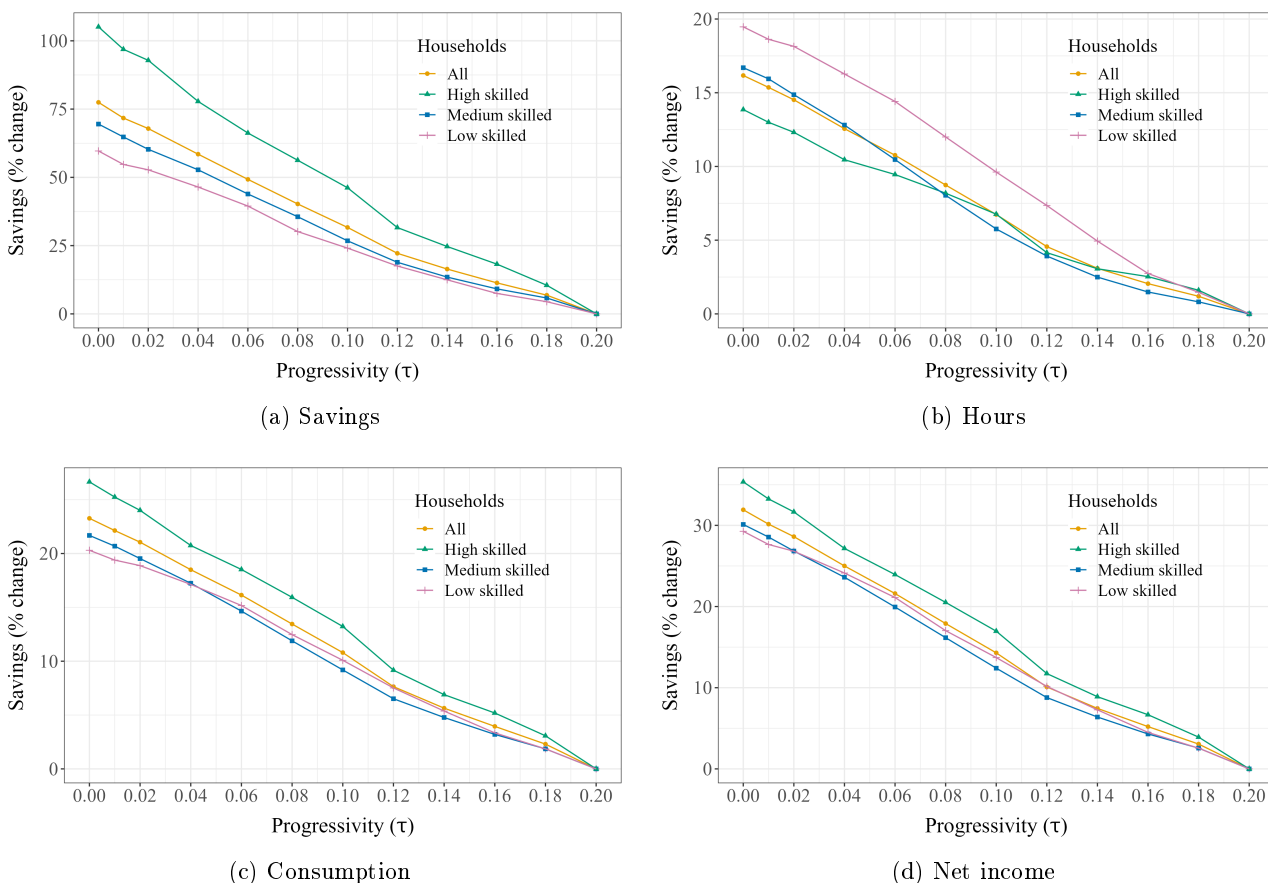 Savings (% change)
100
75
50
25
0
Households
All
High skilled
Medium skilled
Low skilled
0.00 0.02 0.04 0.06 0.08 0.10 0.12 0.14 0.16 0.18 0.20
Progressivity (τ)
(a) Savings
Savings (% change)
20
15
10
5
0
Households
All
High skilled
Medium skilled
Low skilled
0.00 0.02 0.04 0.06 0.08 0.10 0.12 0.14 0.16 0.18 0.20
Progressivity (τ)
(b) Hours
Savings (% change)
20
10
0
Households
All
High skilled
Medium skilled
Low skilled
0.00 0.02 0.04 0.06 0.08 0.10 0.12 0.14 0.16 0.18 0.20
Progressivity (τ)
(c) Consumption
Savings (% change)
30
20
10
0
Households
All
High skilled
Medium skilled
Low skilled
0.00 0.02 0.04 0.06 0.08 0.10 0.12 0.14 0.16 0.18 0.20
Progressivity (τ)
(d) Net income